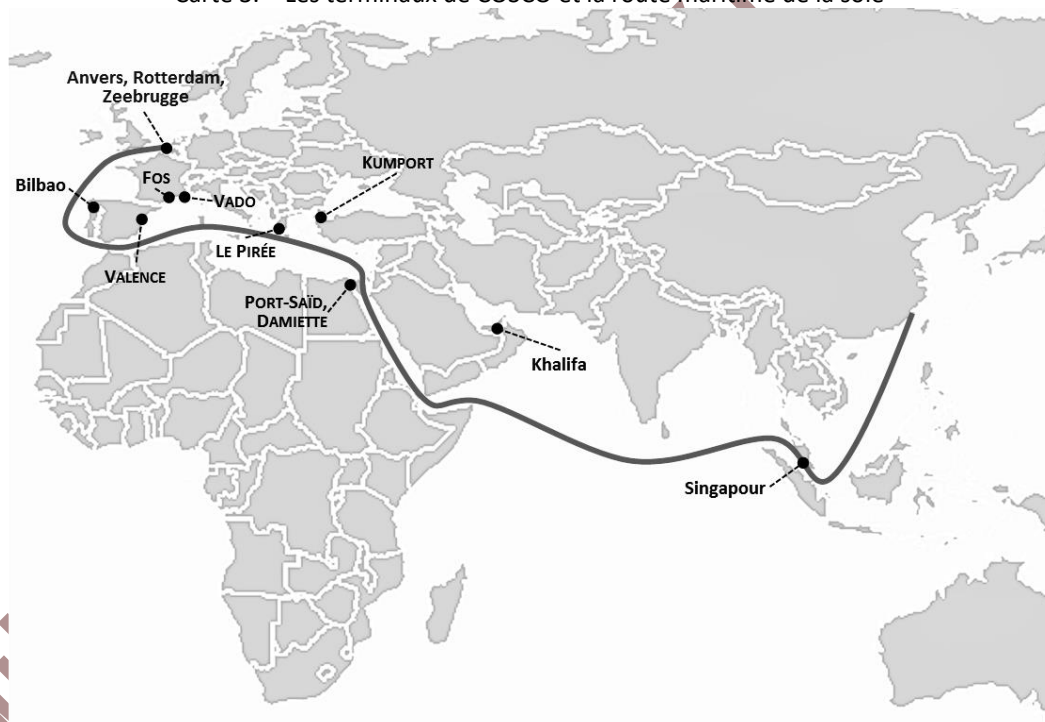 Carte 3. – Les terminaux de COSCO et la route maritime de la soie
Anvers, Rotterdam,
Zeebrugge
KUMPORT
Bilbao
FOS
VADO
LE PIRÉE
VALENCE
PORT-SAÏD,
DAMIETTE
Khalifa
Singapour